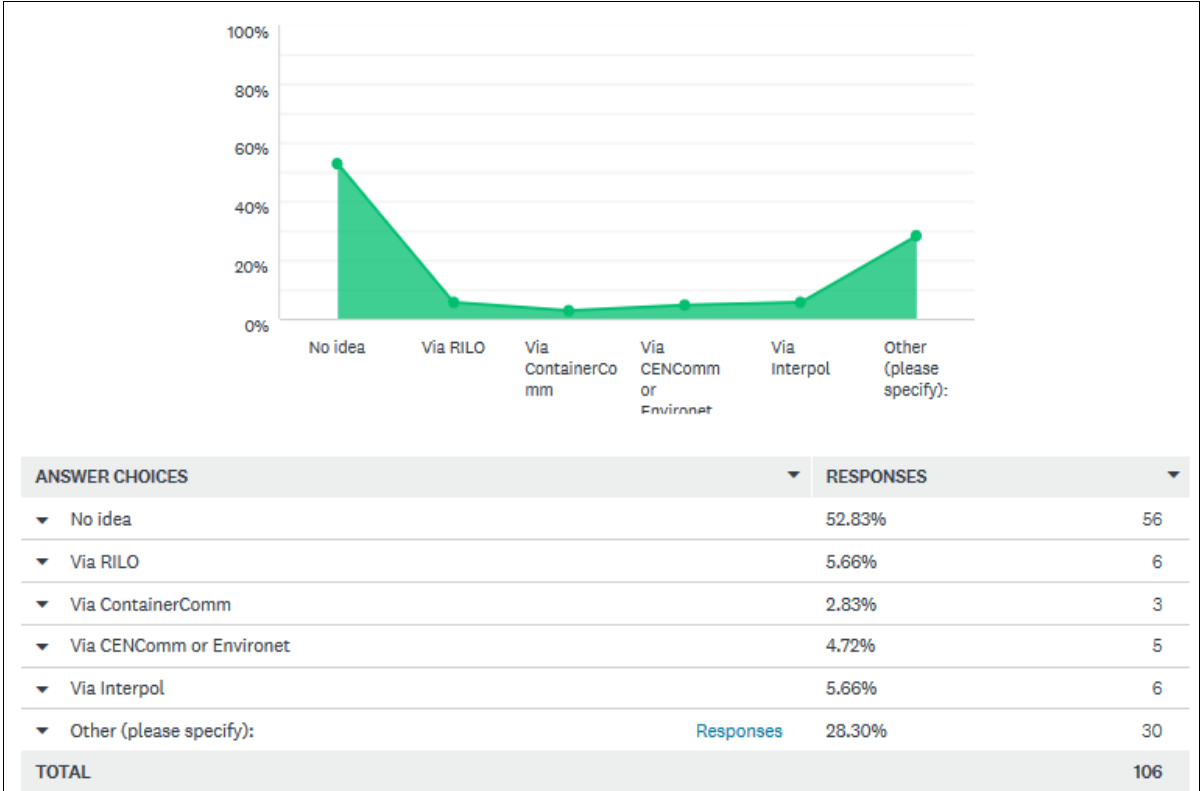 100%
80%
60%
40%
20%
0%
No idea
Via RILO
Via
ContainerCo
mm
Via
CENComm
or
Environet
Via
Interpol
Other
(please
specify):
ANSWER CHOICES RESPONSES
No idea 52.83% 56
Via RILO 5.66% 6
Via ContainerComm 2.83% 3
Via CENComm or Environet 4.72% 5
Via Interpol 5.66% 6
Other (please specify): Responses 28.30% 30
TOTAL 106